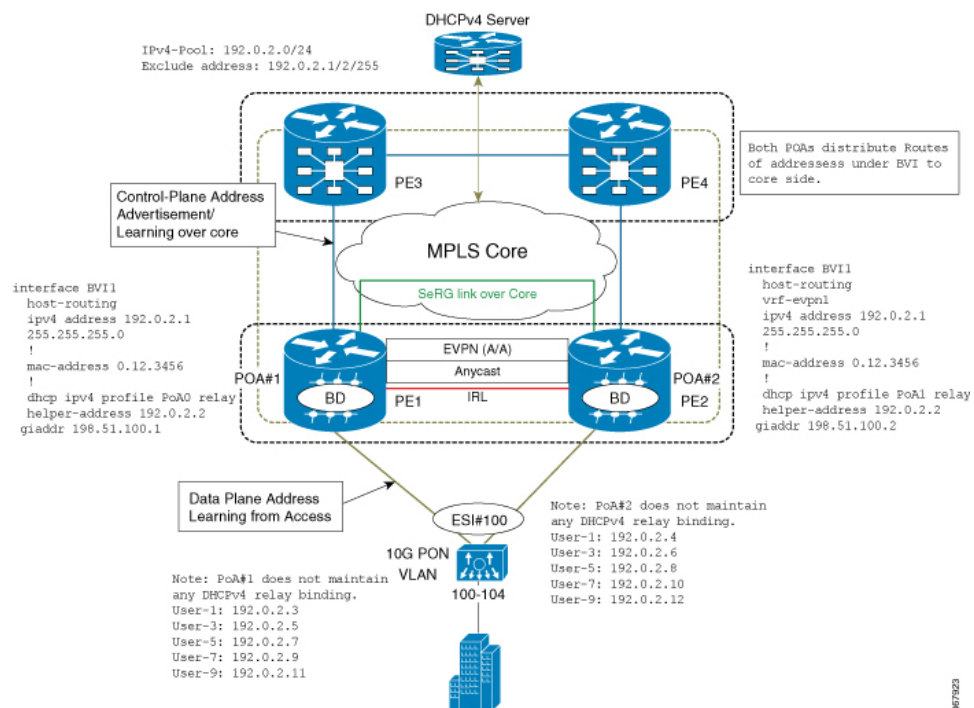 DHCPv4 Server
IPv4-Pool: 192.0.2.0/24
Exclude address: 192.0.2.1/2/255
PE3
PE4
Both POAs distribute Routes
of addressess under BVI to
core side.
Control-Plane Address
Advertisement/
Learning over core
MPLS Core
SeRG link over Core
interface BVI1
host-routing
ipv4 address 192.0.2.1
255.255.255.0
!
mac-address 0.12.3456
!
dhcp ipv4 profile PoA0 relay
helper-address 192.0.2.2
giaddr 198.51.100.1
interface BVI1
host-routing
vrf-evpn1
ipv4 address 192.0.2.1
255.255.255.0
!
mac-address 0.12.3456
!
dhcp ipv4 profile PoA1 relay
helper-address 192.0.2.2
giaddr 198.51.100.2
POA#1
BD
PE1
EVPN (A/A)
Anycast
IRL
POA#2
BD
PE2
Data Plane Address
Learning from Access
ESI#100
10G PON
VLAN
100-104
Note: PoA#2 does not maintain
any DHCPv4 relay binding.
User-1: 192.0.2.4
User-3: 192.0.2.6
User-5: 192.0.2.8
User-7: 192.0.2.10
User-9: 192.0.2.12
Note: PoA#1 does not maintain
any DHCPv4 relay binding.
User-1: 192.0.2.3
User-3: 192.0.2.5
User-5: 192.0.2.7
User-7: 192.0.2.9
User-9: 192.0.2.11